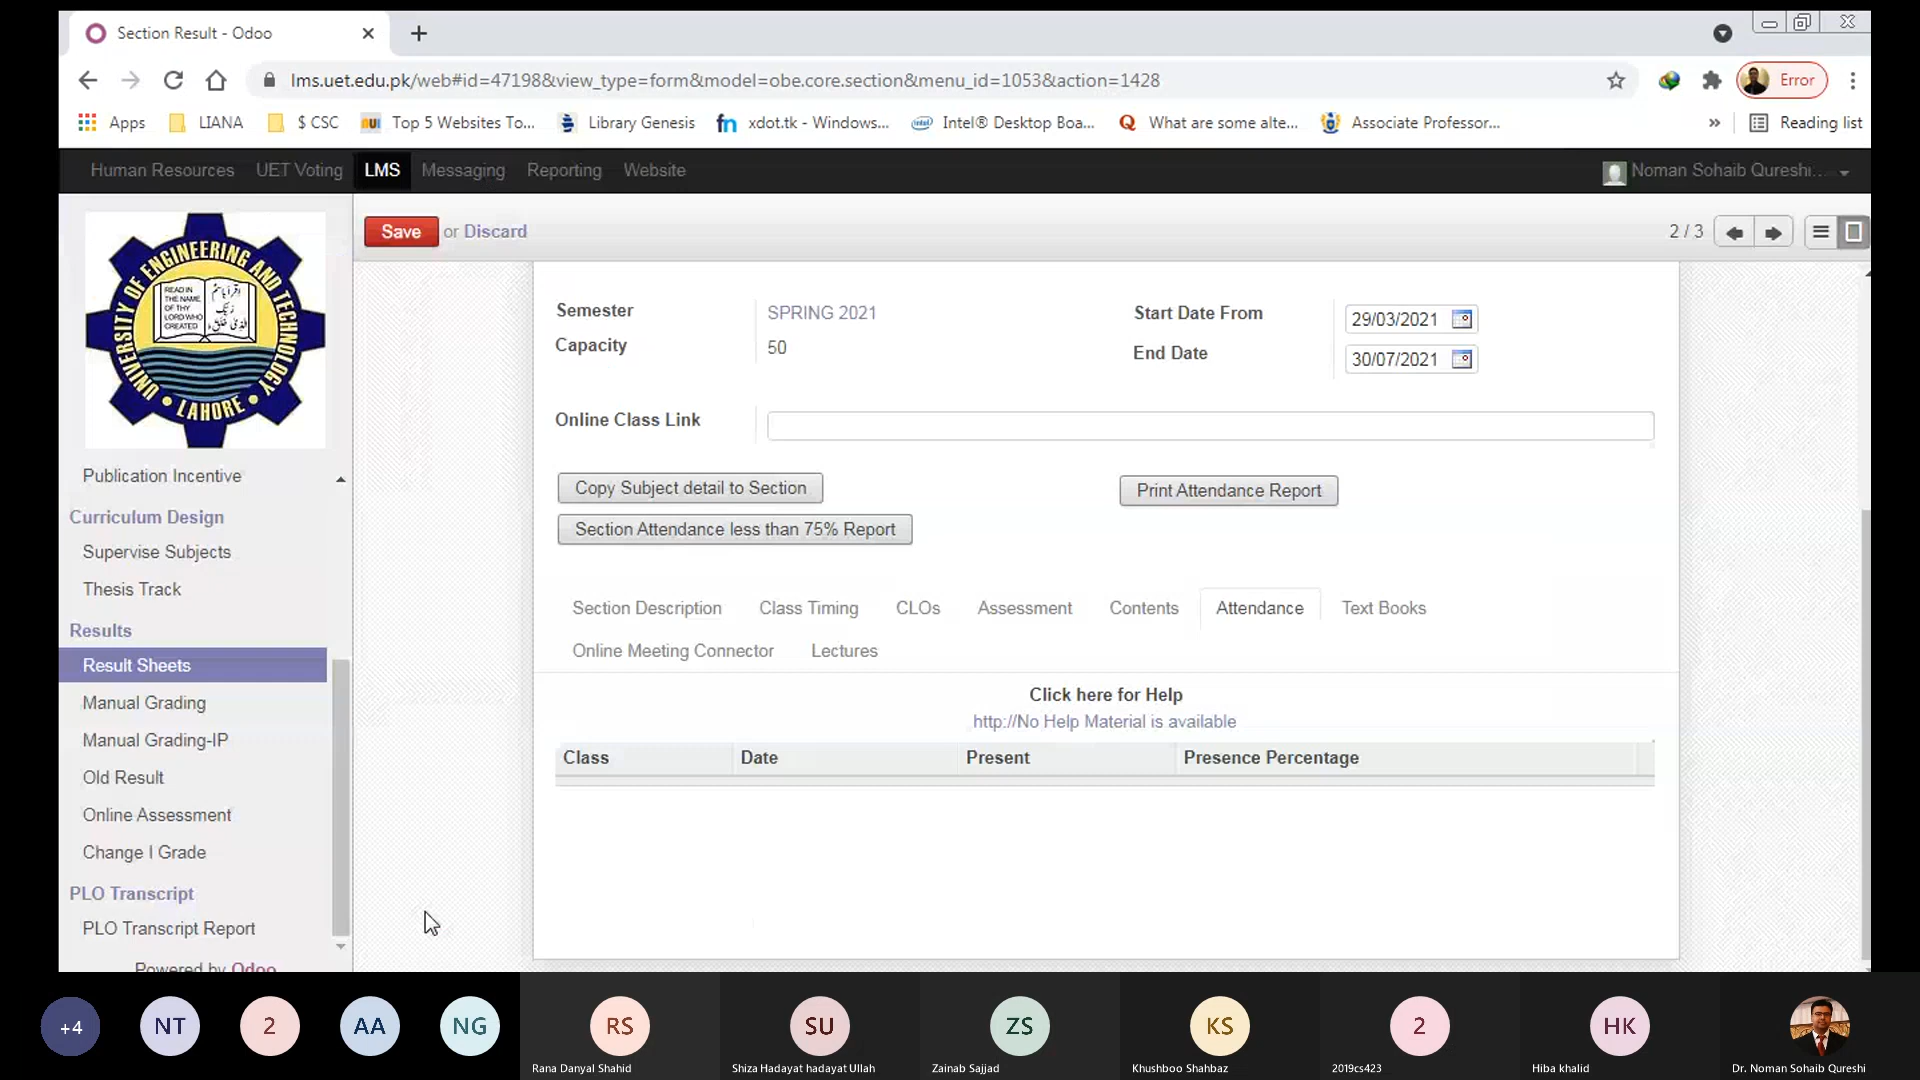 Section Result - Odoo
lms.uet.edu.pk/web#id=47198&view_type=form&model=obe.core.section&menu_id=1053&action=1428
Error
Apps
LIANA
$ CSC
Top 5 Websites To...
Library Genesis
xdot.tk - Windows...
Intel® Desktop Boa...
What are some alte...
Associate Professor...
»
Reading list
Human Resources
UET Voting
LMS
Messaging
Reporting
Website
Noman Sohaib Qureshi...
UNIVERSITY OF ENGINEERING AND TECHNOLOGY
LAHORE
READ IN
THE NAME
OF THY
LORD WHO
CREATED
Publication Incentive
Curriculum Design
Supervise Subjects
Thesis Track
Results
Result Sheets
Manual Grading
Manual Grading-IP
Old Result
Online Assessment
Change I Grade
PLO Transcript
PLO Transcript Report
Powered by Odoo
Save or Discard
2 / 3
Semester
SPRING 2021
Start Date From
29/03/2021
Capacity
50
End Date
30/07/2021
Online Class Link
Copy Subject detail to Section
Print Attendance Report
Section Attendance less than 75% Report
Section Description
Class Timing
CLOs
Assessment
Contents
Attendance
Text Books
Online Meeting Connector
Lectures
Click here for Help
http://No Help Material is available
Class
Date
Present
Presence Percentage
+4
NT
2
AA
NG
RS
SU
ZS
KS
2
HK
Rana Danyal Shahid
Shiza Hadayat hadayat Ullah
Zainab Sajjad
Khushboo Shahbaz
2019cs423
Hiba khalid
Dr. Noman Sohaib Qureshi